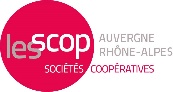 les scop AUVERGNE
RHÔNE-ALPES
SOCIÉTÉS COOPÉRATIVES